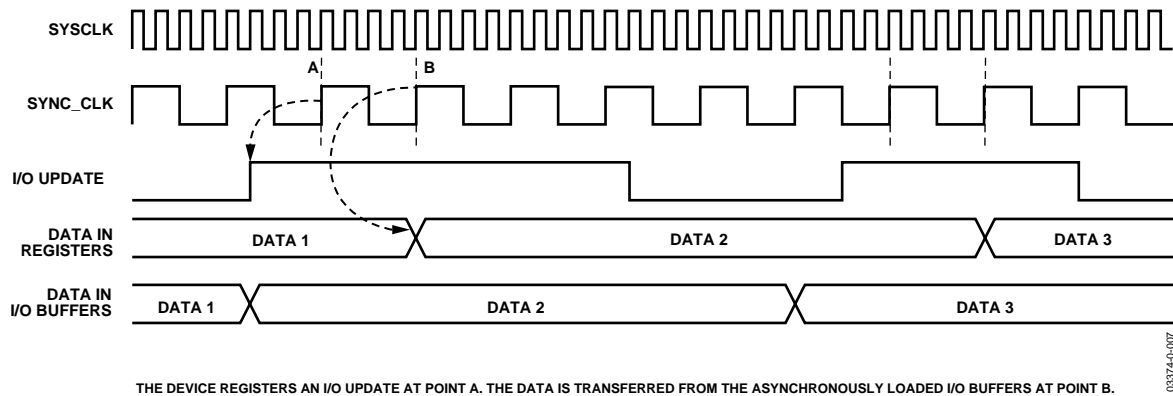 SYSCLK
A B
SYNC_CLK
I/O UPDATE
DATA IN
REGISTERS
DATA 1 DATA 2 DATA 3
DATA IN
I/O BUFFERS
DATA 1 DATA 2 DATA 3
THE DEVICE REGISTERS AN I/O UPDATE AT POINT A. THE DATA IS TRANSFERRED FROM THE ASYNCHRONOUSLY LOADED I/O BUFFERS AT POINT B.
03374-0-007